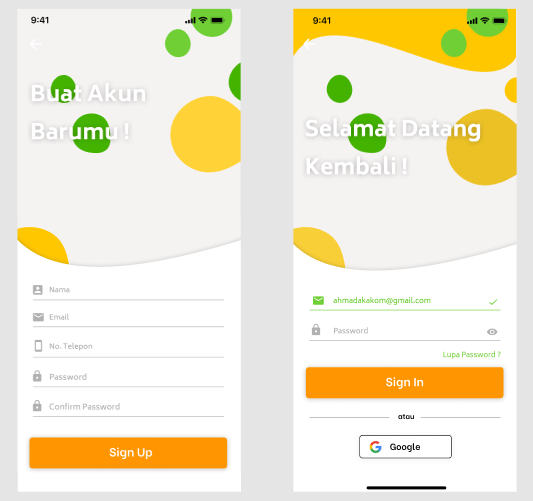 9:41
Buat Akun
Barumu !
Nama
Email
No. Telepon
Password
Confirm Password
Sign Up
9:41
Selamat Datang
Kembali !
ahmadakakom@gmail.com
Password
Lupa Password ?
Sign In
atau
Google